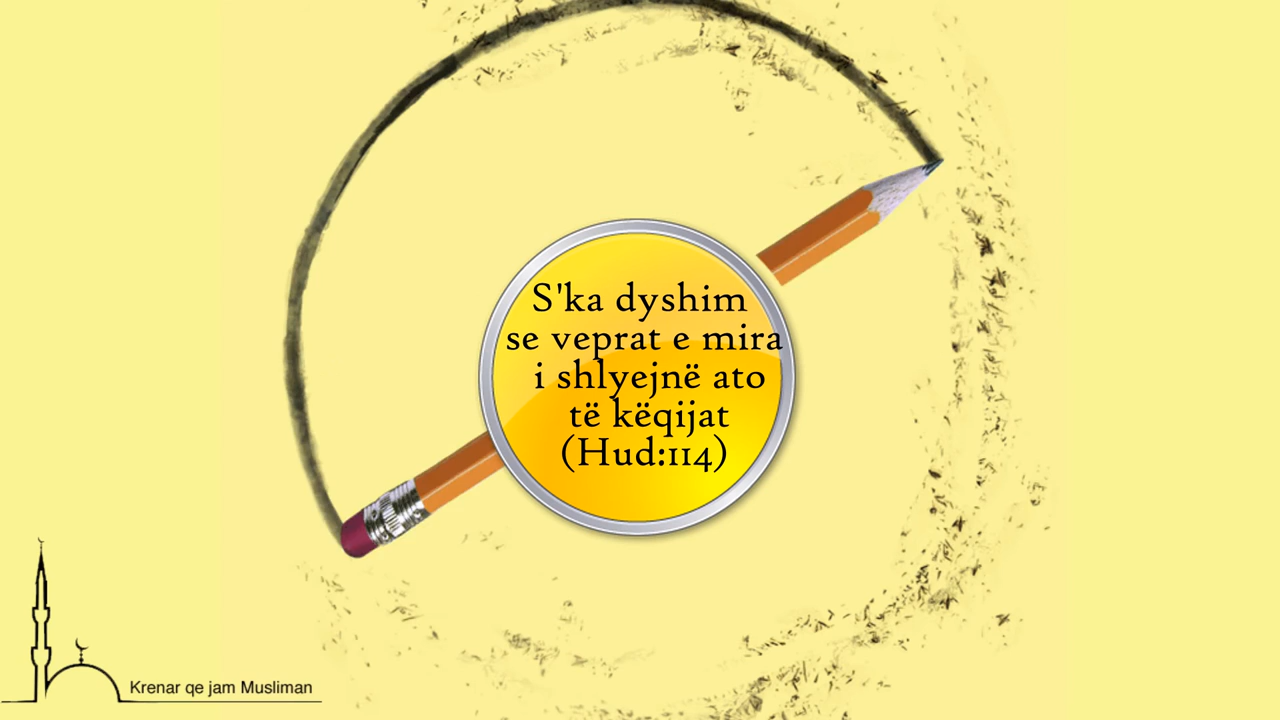 S'ka dyshim
se veprat e mira
i shlyejnë ato
të këqijat
(Hud:114)
Krenar qe jam Musliman